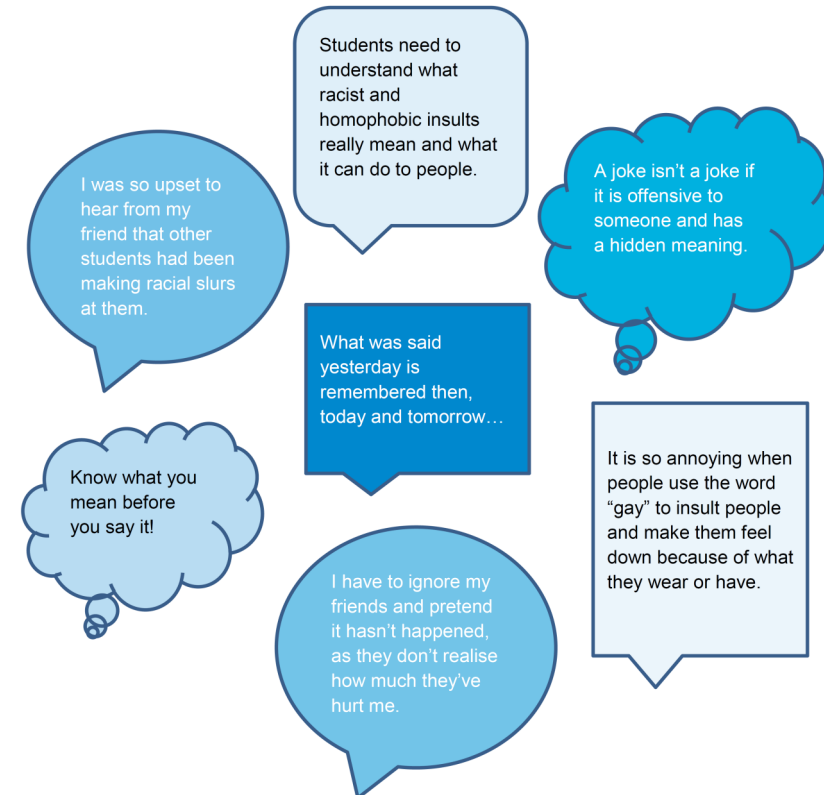 Students need to
understand what
racist and
homophobic insults
really mean and what
it can do to people.
I was so upset to
hear from my
friend that other
students had been
making racial slurs
at them.
A joke isn’t a joke if
it is offensive to
someone and has
a hidden meaning.
What was said
yesterday is
remembered then,
today and tomorrow…
Know what you
mean before
you say it!
It is so annoying when
people use the word
“gay” to insult people
and make them feel
down because of what
they wear or have.
I have to ignore my
friends and pretend
it hasn’t happened,
as they don’t realise
how much they’ve
hurt me.